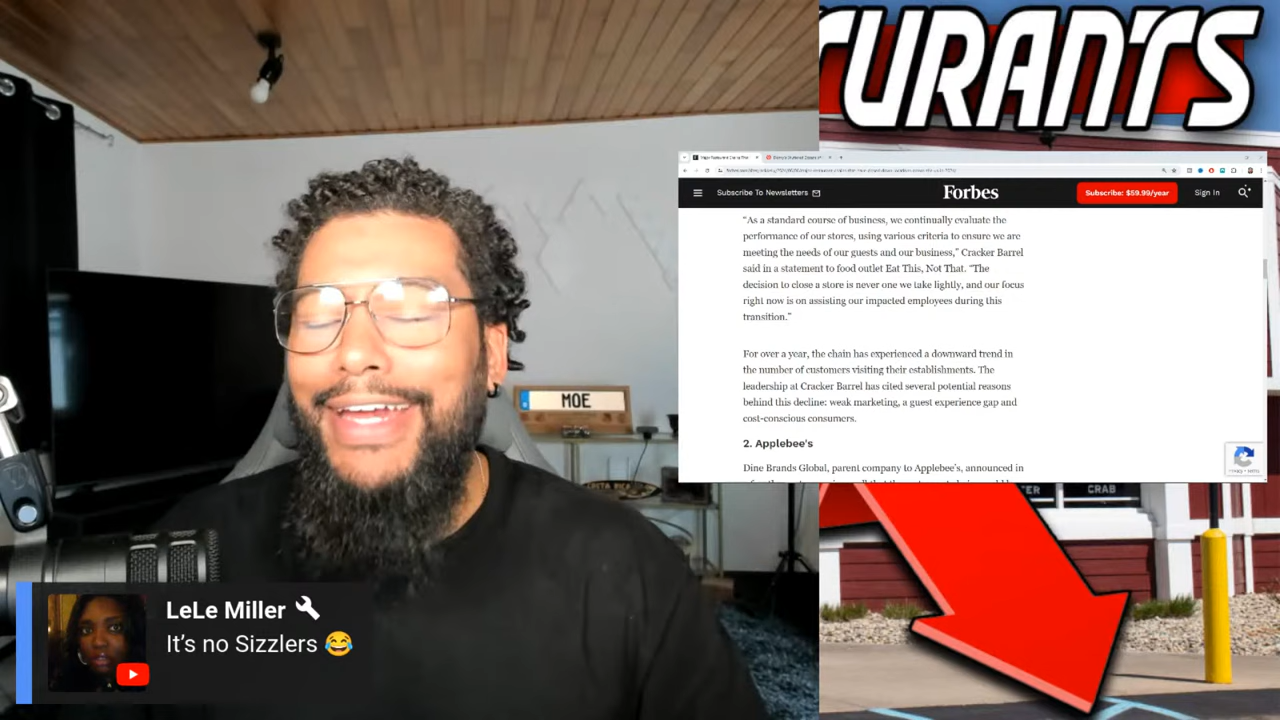 URANTS
Subscribe To Newsletters
Forbes
Subscribe: $59.99/year
Sign In
“As a standard course of business, we continually evaluate the
performance of our stores, using various criteria to ensure we are
meeting the needs of our guests and our business,” Cracker Barrel
said in a statement to food outlet Eat This, Not That. “The
decision to close a store is never one we take lightly, and our focus
right now is on assisting our impacted employees during this
transition.”
For over a year, the chain has experienced a downward trend in
the number of customers visiting their establishments. The
leadership at Cracker Barrel has cited several potential reasons
behind this decline: weak marketing, a guest experience gap and
cost-conscious consumers.
2. Applebee's
Dine Brands Global, parent company to Applebee’s, announced in
Privacy - Terms
MOE
COSTA RICA
CRAB
LeLe Miller
It’s no Sizzlers 😂